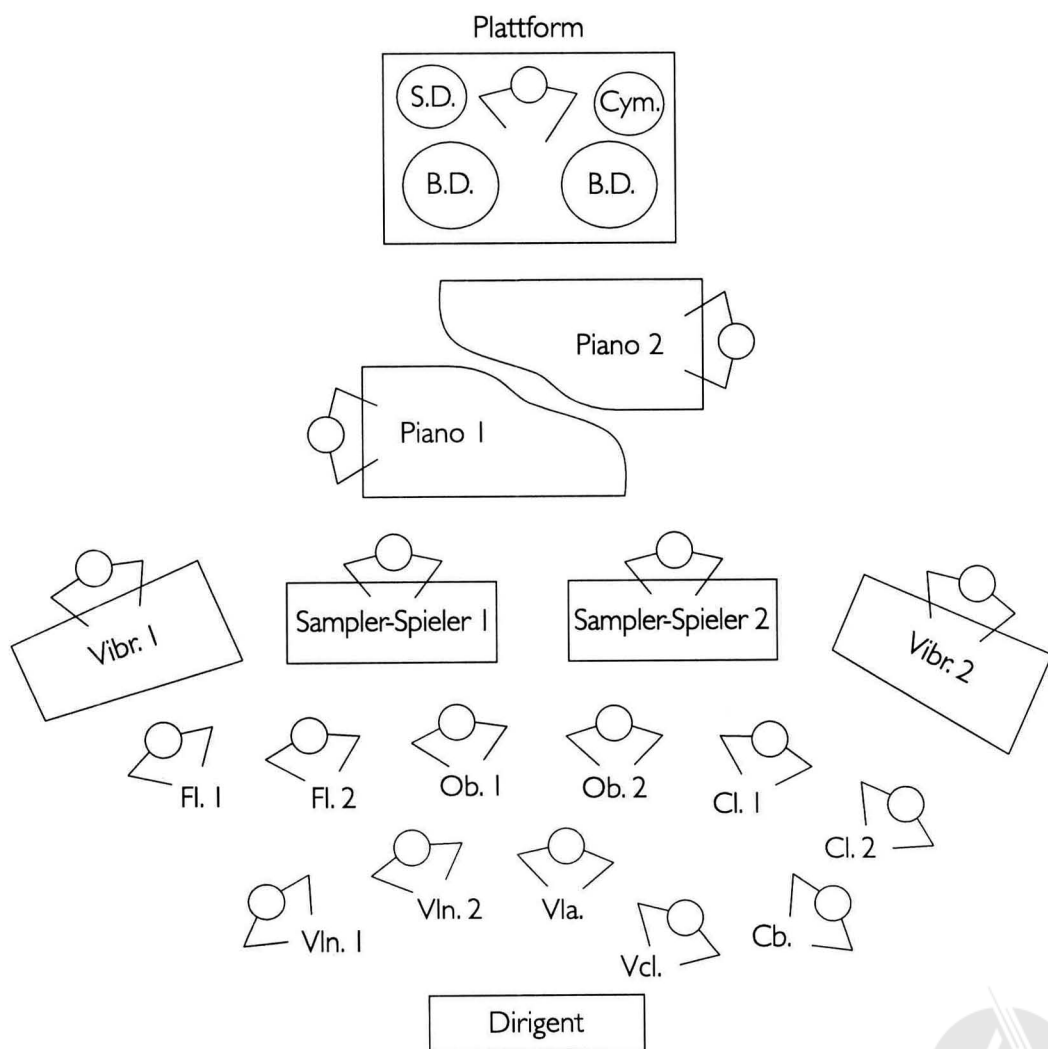 Plattform
S.D.
Cym.
B.D.
B.D.
Piano 2
Piano 1
Vibr. 1
Sampler-Spieler 1
Sampler-Spieler 2
Vibr. 2
Fl. 1
Fl. 2
Ob. 1
Ob. 2
Cl. 1
Cl. 2
Vln. 1
Vln. 2
Vla.
Vcl.
Cb.
Dirigent